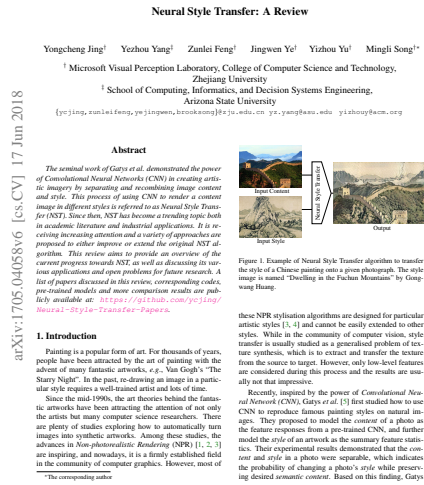 Neural Style Transfer: A Review
Yongcheng Jing† Yezhou Yang‡ Zunlei Feng† Jingwen Ye† Yizhou Yu† Mingli Song†*
† Microsoft Visual Perception Laboratory, College of Computer Science and Technology,
Zhejiang University
‡ School of Computing, Informatics, and Decision Systems Engineering,
Arizona State University
{ycjing,zunleifeng,yejingwen,brooksong}@zju.edu.cn yz.yang@asu.edu yizhouy@acm.org
arXiv:1705.04058v6 [cs.CV] 17 Jun 2018
Abstract
The seminal work of Gatys et al. demonstrated the power
of Convolutional Neural Networks (CNN) in creating artis-
tic imagery by separating and recombining image content
and style. This process of using CNN to render a content
image in different styles is referred to as Neural Style Trans-
fer (NST). Since then, NST has become a trending topic both
in academic literature and industrial applications. It is re-
ceiving increasing attention and a variety of approaches are
proposed to either improve or extend the original NST al-
gorithm. This review aims to provide an overview of the
current progress towards NST, as well as discussing its var-
ious applications and open problems for future research. A
list of papers discussed in this review, corresponding codes,
pre-trained models and more comparison results are pub-
licly available at: https://github.com/ycjing/
Neural-Style-Transfer-Papers.
1. Introduction
Painting is a popular form of art. For thousands of years,
people have been attracted by the art of painting with the
advent of many fantastic artworks, e.g., Van Gogh's "The
Starry Night". In the past, re-drawing an image in a partic-
ular style requires a well-trained artist and lots of time.
Since the mid-1990s, the art theories behind the fantas-
tic artworks have been attracting the attention of not only
the artists but many computer science researchers. There
are plenty of studies exploring how to automatically turn
images into synthetic artworks. Among these studies, the
advances in Non-photorealistic Rendering (NPR) [1, 2, 3]
are inspiring, and nowadays, it is a firmly established field
in the community of computer graphics. However, most of
*The corresponding author
Input Content
Input Style
Neural Style Transfer
Output
Figure 1. Example of Neural Style Transfer algorithm to transfer
the style of a Chinese painting onto a given photograph. The style
image is named "Dwelling in the Fuchun Mountains" by Gong-
wang Huang.
these NPR stylisation algorithms are designed for particular
artistic styles [3, 4] and cannot be easily extended to other
styles. While in the community of computer vision, style
transfer is usually studied as a generalised problem of tex-
ture synthesis, which is to extract and transfer the texture
from the source to target. However, only low-level features
are considered during this process and the results are usu-
ally not that impressive.
Recently, inspired by the power of Convolutional Neu-
ral Network (CNN), Gatys et al. [5] first studied how to use
CNN to reproduce famous painting styles on natural im-
ages. They proposed to model the content of a photo as
the feature responses from a pre-trained CNN, and further
model the style of an artwork as the summary feature statis-
tics. Their experimental results demonstrated that the con-
tent and style in a photo were separable, which indicates
the probability of changing a photo's style while preserv-
ing desired semantic content. Based on this finding, Gatys